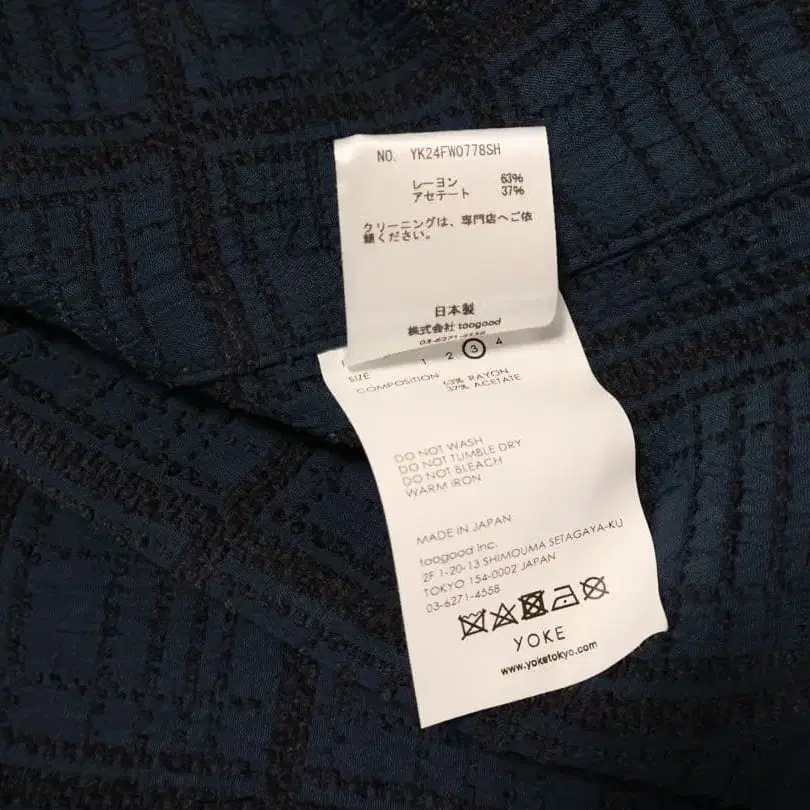 NO. YK24FW0778SH
レーヨン 63%
アセテート 37%
クリーニングは、専門店へご依
頼ください。
日本製
株式会社 toogood
03-6271-4558
SIZE 1 2 3 4
COMPOSITION 63% RAYON
37% ACETATE
DO NOT WASH
DO NOT TUMBLE DRY
DO NOT BLEACH
WARM IRON
MADE IN JAPAN
toogood inc.
2F 1-20-13 SHIMOUMA SETAGAYA-KU
TOKYO 154-0002 JAPAN
03-6271-4558
YOKE
www.yoketokyo.com